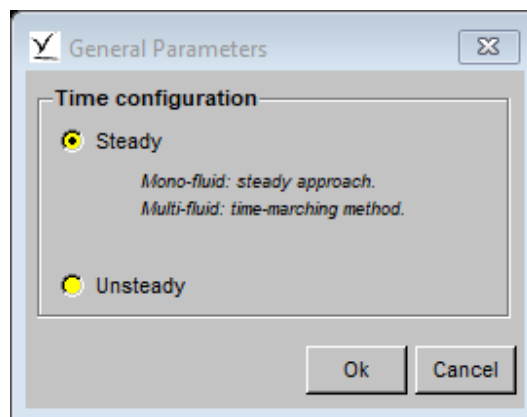 General Parameters
Time configuration
Steady
Mono-fluid: steady approach.
Multi-fluid: time-marching method.
Unsteady
Ok Cancel